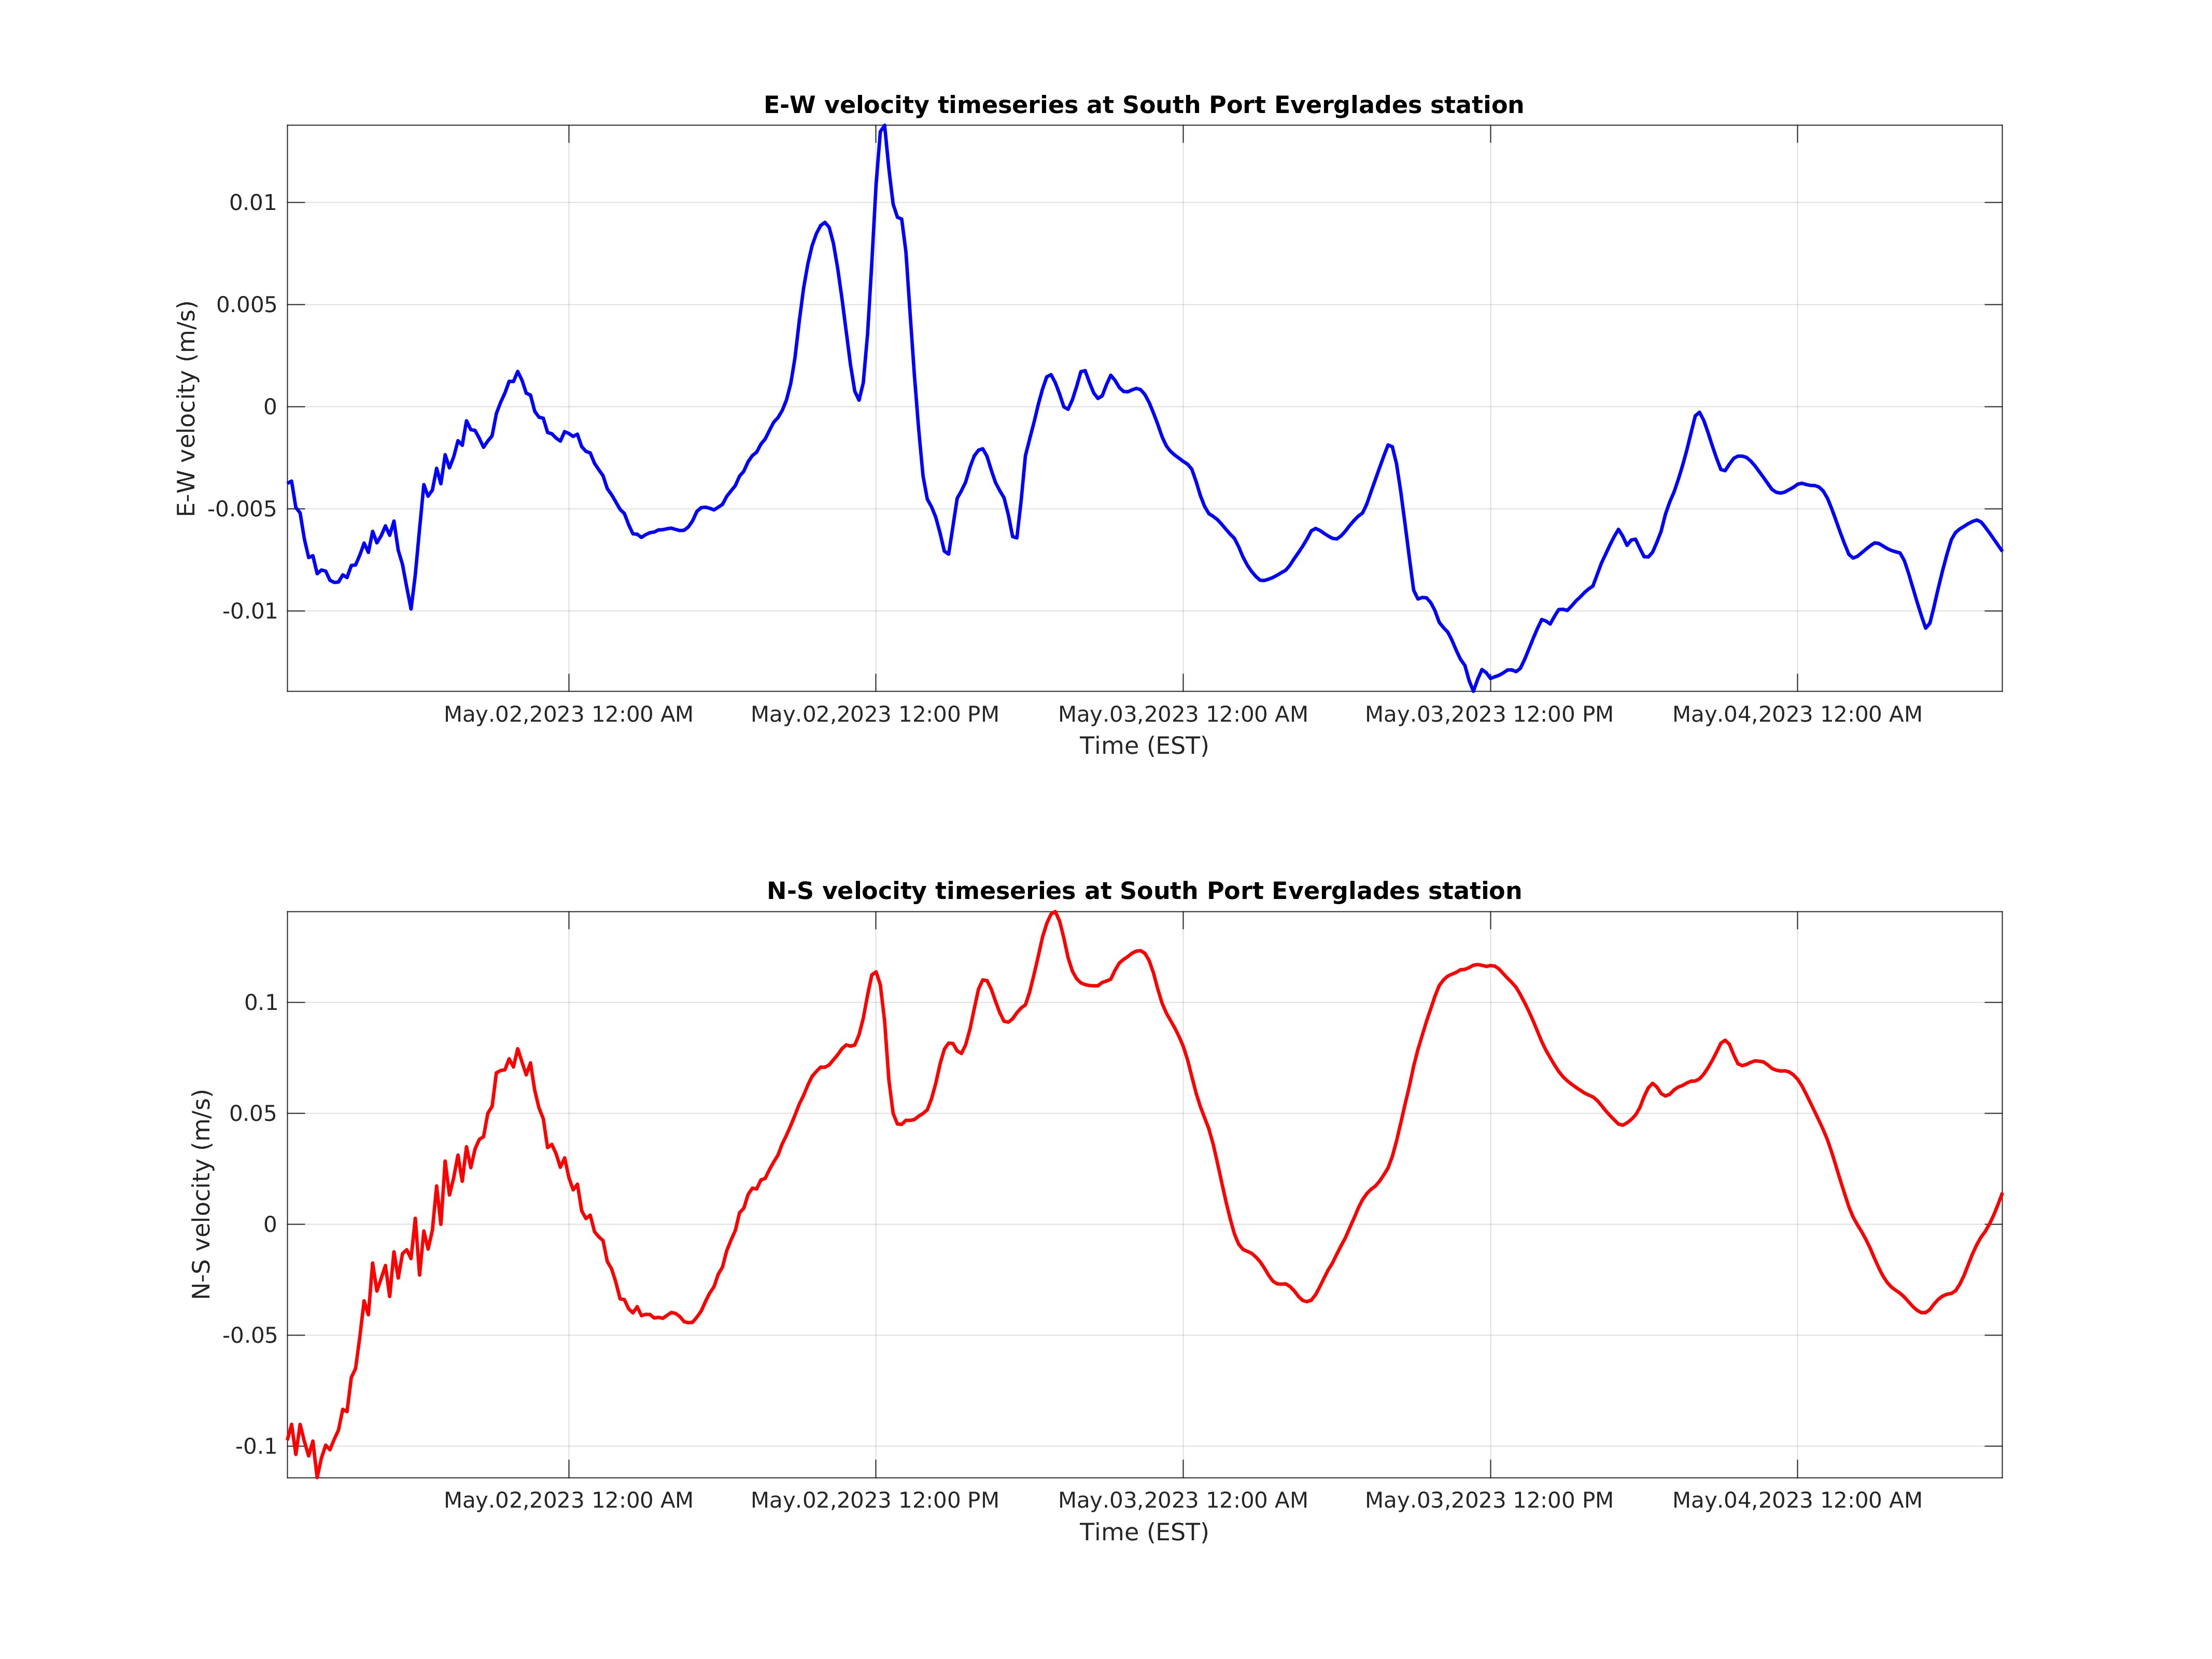 E-W velocity timeseries at South Port Everglades station
E-W velocity (m/s)
0.01
0.005
0
-0.005
-0.01
May.02,2023 12:00 AM
May.02,2023 12:00 PM
May.03,2023 12:00 AM
May.03,2023 12:00 PM
May.04,2023 12:00 AM
Time (EST)
N-S velocity timeseries at South Port Everglades station
N-S velocity (m/s)
0.1
0.05
0
-0.05
-0.1
May.02,2023 12:00 AM
May.02,2023 12:00 PM
May.03,2023 12:00 AM
May.03,2023 12:00 PM
May.04,2023 12:00 AM
Time (EST)